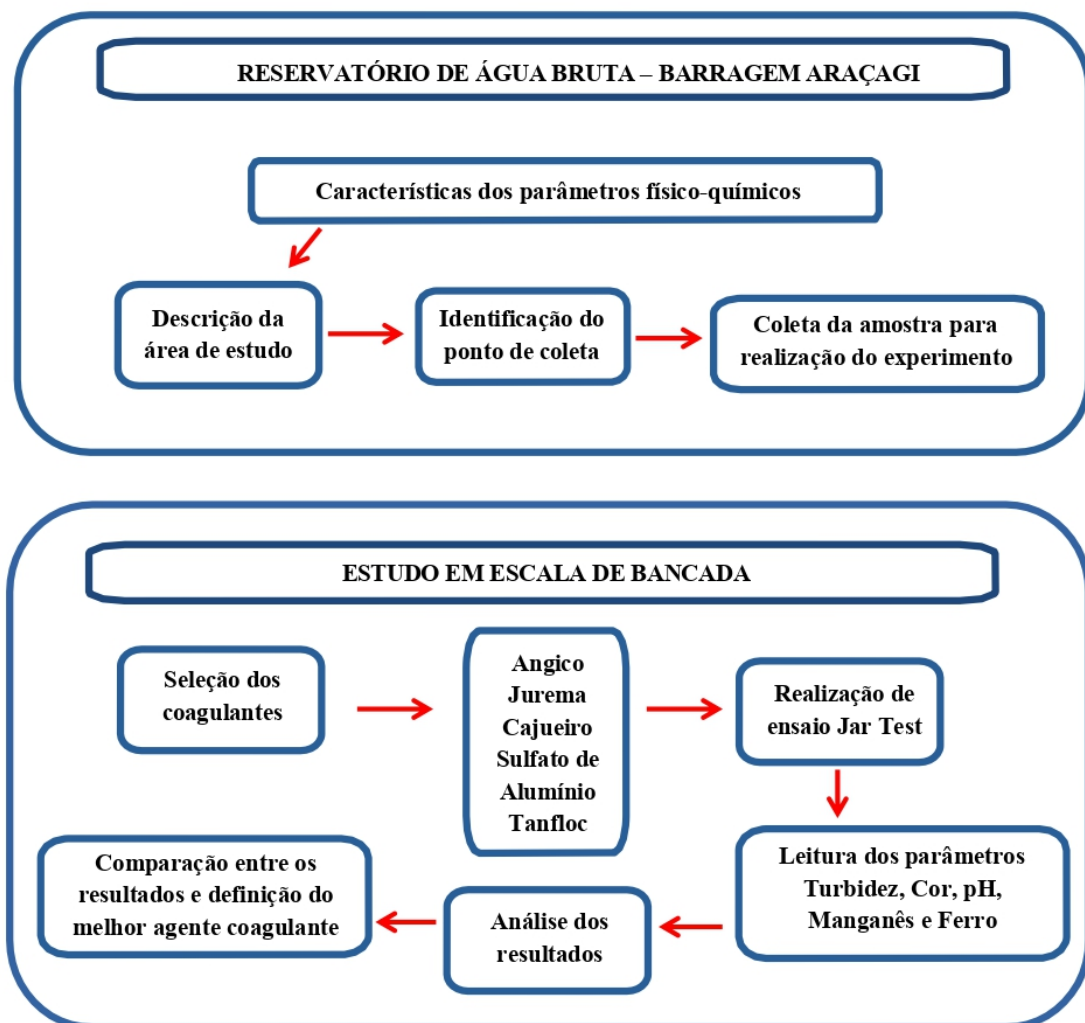 RESERVATÓRIO DE ÁGUA BRUTA – BARRAGEM ARAÇAGI
Características dos parâmetros físico-químicos
Descrição da
área de estudo
Identificação do
ponto de coleta
Coleta da amostra para
realização do experimento
ESTUDO EM ESCALA DE BANCADA
Seleção dos
coagulantes
Angico
Jurema
Cajueiro
Sulfato de
Alumínio
Tanfloc
Realização de
ensaio Jar Test
Leitura dos parâmetros
Turbidez, Cor, pH,
Manganês e Ferro
Análise dos
resultados
Comparação entre os
resultados e definição do
melhor agente coagulante